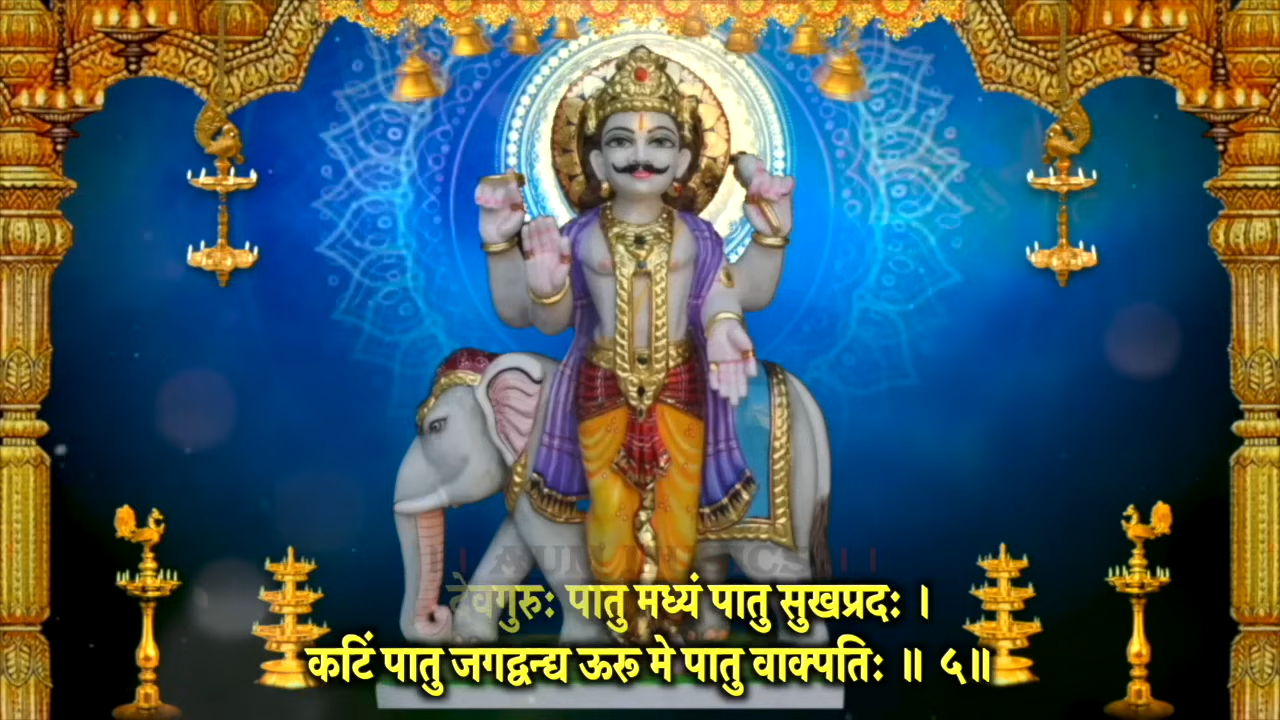 देवगुरुः पातु मध्यं पातु सुखप्रदः ।
कटिं पातु जगद्वन्द्य ऊरू मे पातु वाक्पतिः ॥ ५॥